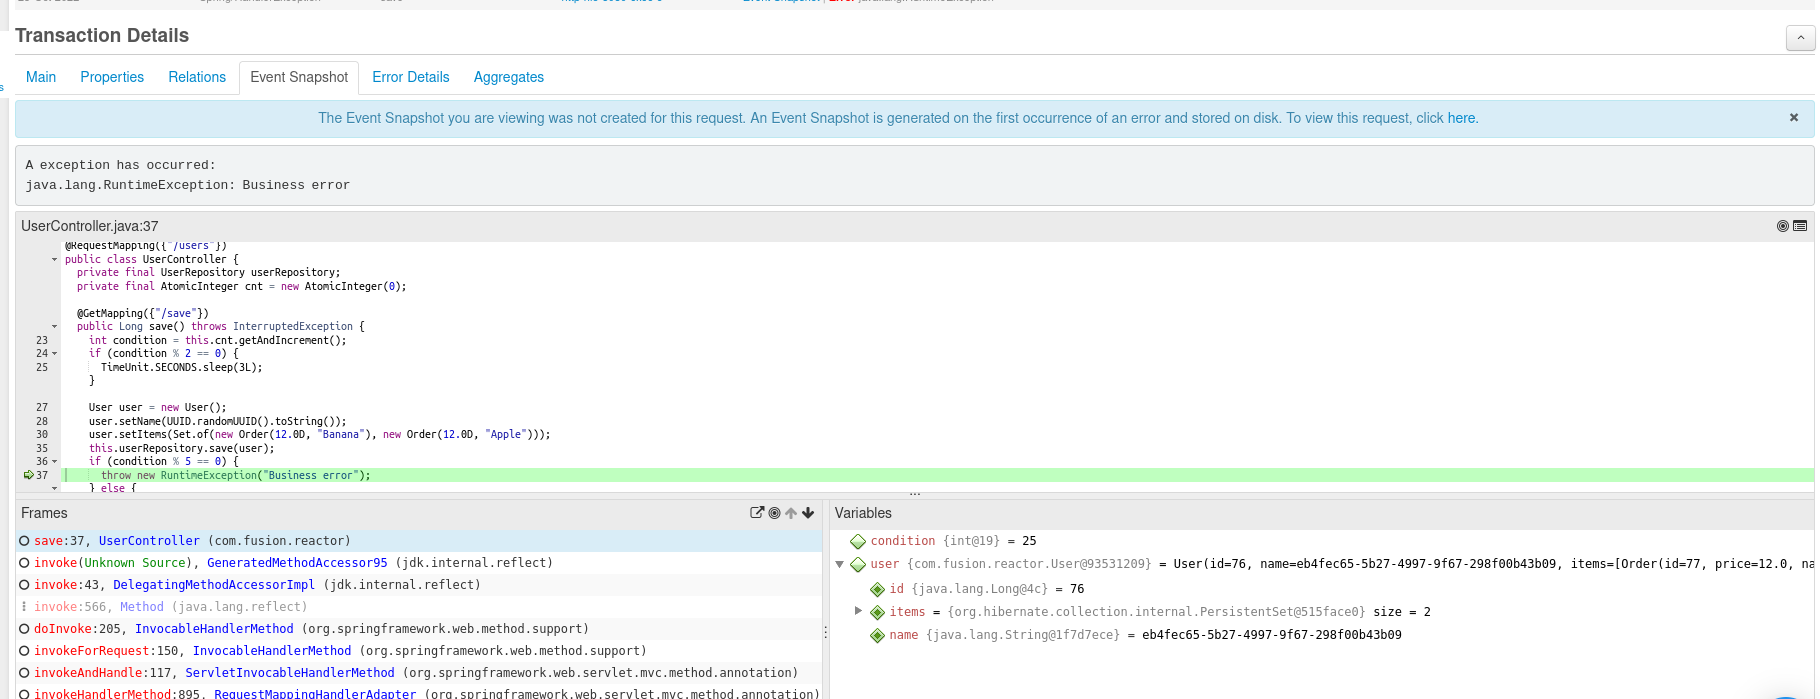 Transaction Details
Main Properties Relations Event Snapshot Error Details Aggregates
The Event Snapshot you are viewing was not created for this request. An Event Snapshot is generated on the first occurrence of an error and stored on disk. To view this request, click here.
A exception has occurred:
java.lang.RuntimeException: Business error
UserController.java:37
@RequestMapping({"/users"})
public class UserController {
private final UserRepository userRepository;
private final AtomicInteger cnt = new AtomicInteger(0);
@GetMapping({"/save"})
public Long save() throws InterruptedException {
23 int condition = this.cnt.getAndIncrement();
24 if (condition % 2 == 0) {
25 TimeUnit.SECONDS.sleep(3L);
}
27 User user = new User();
28 user.setName(UUID.randomUUID().toString());
30 user.setItems(Set.of(new Order(12.0D, "Banana"), new Order(12.0D, "Apple")));
35 this.userRepository.save(user);
36 if (condition % 5 == 0) {
37 throw new RuntimeException("Business error");
} else {
Frames
save:37, UserController (com.fusion.reactor)
invoke(Unknown Source), GeneratedMethodAccessor95 (jdk.internal.reflect)
invoke:43, DelegatingMethodAccessorImpl (jdk.internal.reflect)
invoke:566, Method (java.lang.reflect)
doInvoke:205, InvocableHandlerMethod (org.springframework.web.method.support)
invokeForRequest:150, InvocableHandlerMethod (org.springframework.web.method.support)
invokeAndHandle:117, ServletInvocableHandlerMethod (org.springframework.web.servlet.mvc.method.annotation)
invokeHandlerMethod:895, RequestMappingHandlerAdapter (org.springframework.web.servlet.mvc.method.annotation)
Variables
condition {int@19} = 25
user {com.fusion.reactor.User@93531209} = User(id=76, name=eb4fec65-5b27-4997-9f67-298f00b43b09, items=[Order(id=77, price=12.0, na
id {java.lang.Long@4c} = 76
items = {org.hibernate.collection.internal.PersistentSet@515face0} size = 2
name {java.lang.String@1f7d7ece} = eb4fec65-5b27-4997-9f67-298f00b43b09